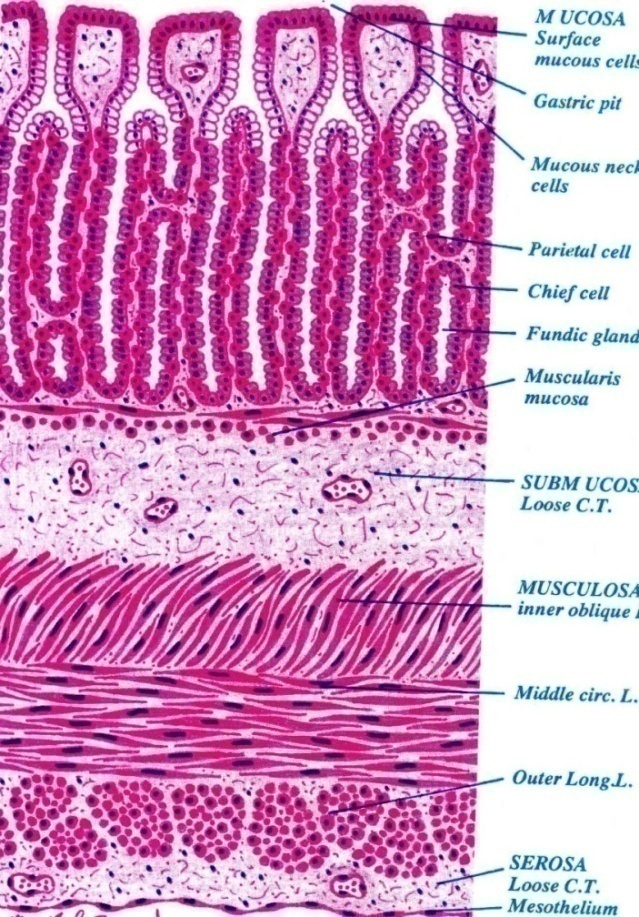 M UCOSA
Surface
mucous cells
Gastric pit
Mucous neck
cells
Parietal cell
Chief cell
Fundic gland
Muscularis
mucosa
SUBM UCOS
Loose C.T.
MUSCULOSA
inner oblique
Middle circ. L.
Outer Long.L.
SEROSA
Loose C.T.
Mesothelium